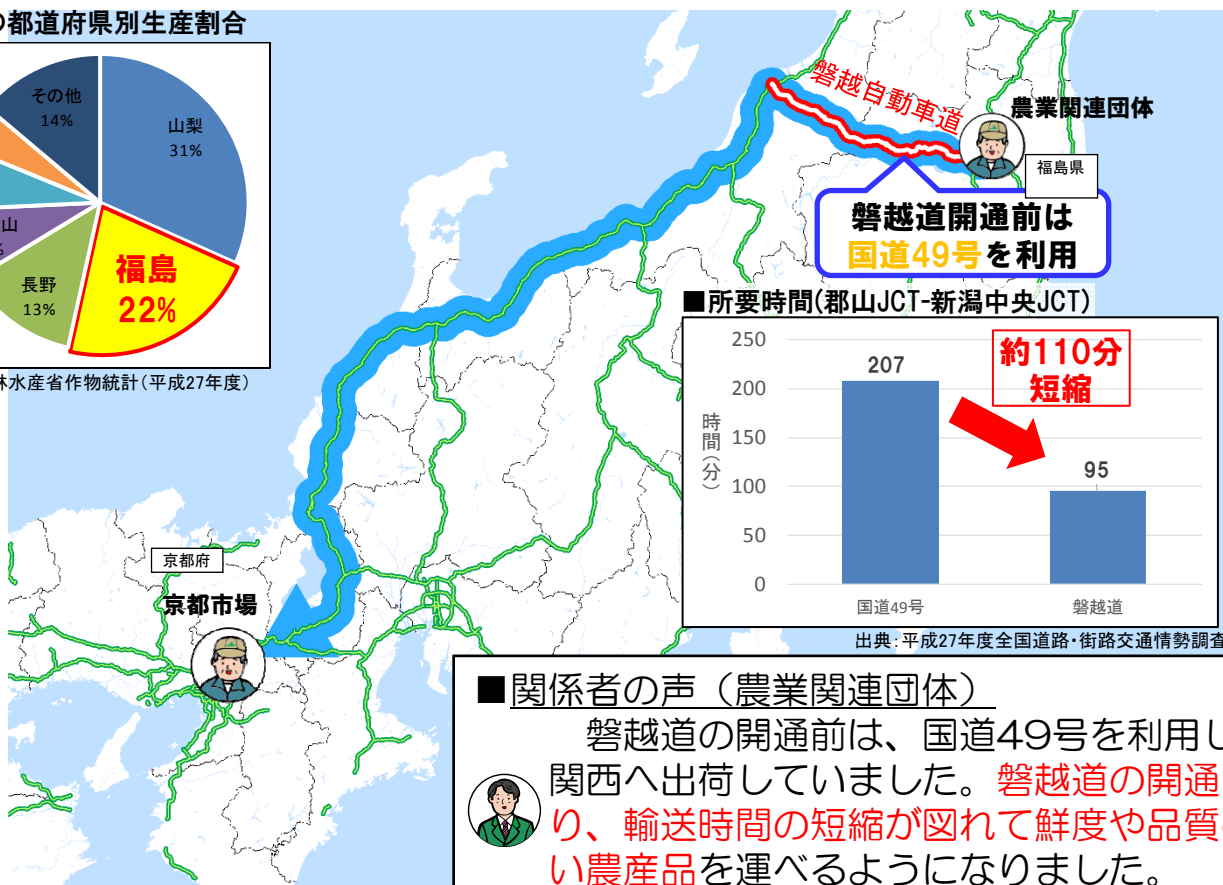 の都道府県別生産割合
その他
14%
山梨
31%
山
%
長野
13%
福島
22%
林水産省作物統計(平成27年度)
磐越自動車道
農業関連団体
福島県
磐越道開通前は
国道49号を利用
■所要時間(郡山JCT-新潟中央JCT)
250
200
150
100
50
0
時間(分)
207
95
約110分
短縮
国道49号
磐越道
出典:平成27年度全国道路・街路交通情勢調査
京都府
京都市場
■関係者の声（農業関連団体）
磐越道の開通前は、国道49号を利用し
関西へ出荷していました。磐越道の開通
り、輸送時間の短縮が図れて鮮度や品質
い農産品を運べるようになりました。